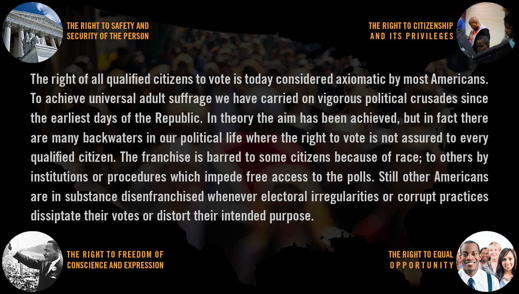 THE RIGHT TO SAFETY AND
SECURITY OF THE PERSON
THE RIGHT TO CITIZENSHIP
AND ITS PRIVILEGES
The right of all qualified citizens to vote is today considered axiomatic by most Americans.
To achieve universal adult suffrage we have carried on vigorous political crusades since
the earliest days of the Republic. In theory the aim has been achieved, but in fact there
are many backwaters in our political life where the right to vote is not assured to every
qualified citizen. The franchise is barred to some citizens because of race; to others by
institutions or procedures which impede free access to the polls. Still other Americans
are in substance disenfranchised whenever electoral irregularities or corrupt practices
dissiptate their votes or distort their intended purpose.
THE RIGHT TO FREEDOM OF
CONSCIENCE AND EXPRESSION
THE RIGHT TO EQUAL
OPPORTUNITY